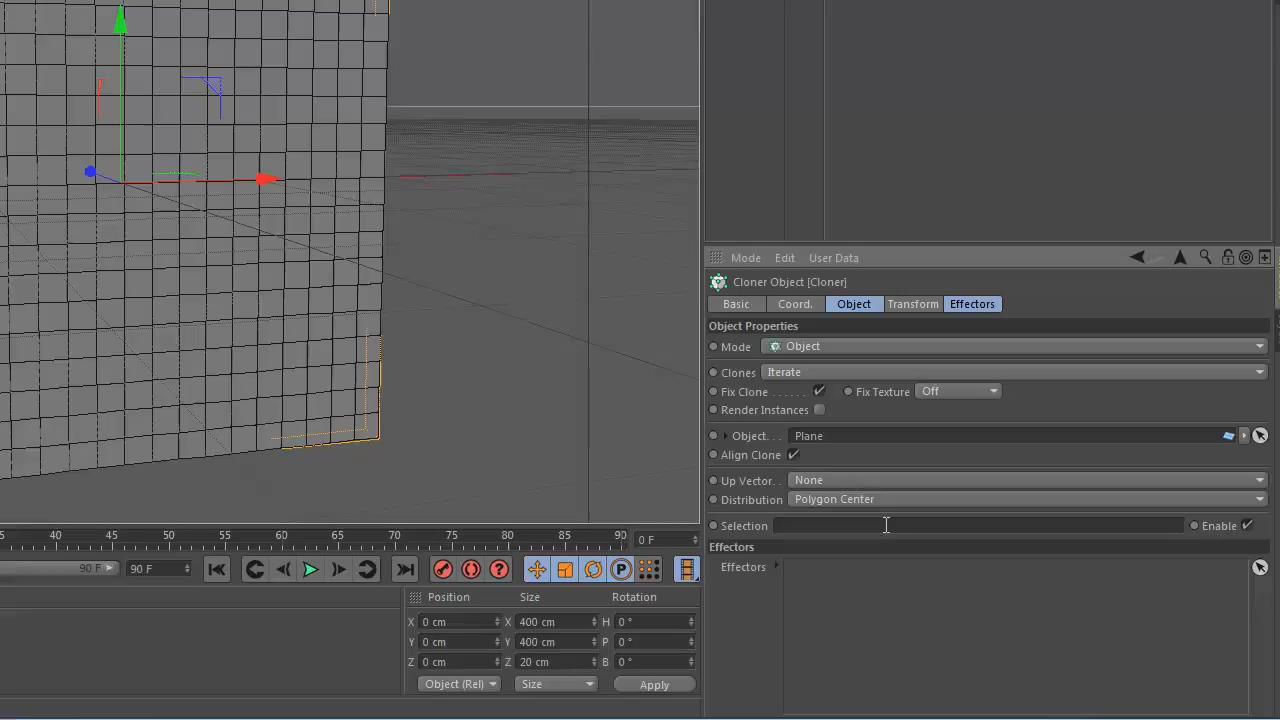 Mode Edit User Data
Cloner Object [Cloner]
Basic Coord. Object Transform Effectors
Object Properties
Mode Object
Clones Iterate
Fix Clone . . . . . . Fix Texture Off
Render Instances
Object. . . Plane
Align Clone
Up Vector. . None
Distribution Polygon Center
Selection Enable
Effectors
Effectors
40 45 50 55 60 65 70 75 80 85 90 0 F
90 F 90 F
P
Position Size Rotation
X 0 cm X 400 cm H 0 °
Y 0 cm Y 400 cm P 0 °
Z 0 cm Z 20 cm B 0 °
Object (Rel) Size Apply